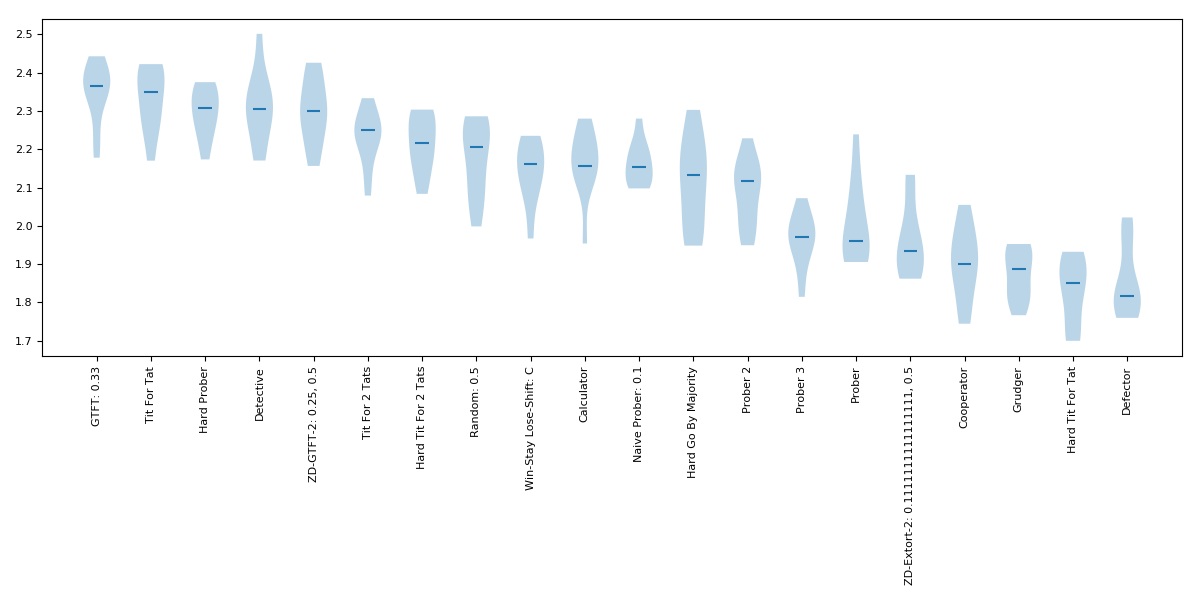 2.5
2.4
2.3
2.2
2.1
2.0
1.9
1.8
1.7
GTFT: 0.33
Tit For Tat
Hard Prober
Detective
ZD-GTFT-2: 0.25, 0.5
Tit For 2 Tats
Hard Tit For 2 Tats
Random: 0.5
Win-Stay Lose-Shift: C
Calculator
Naive Prober: 0.1
Hard Go By Majority
Prober 2
Prober 3
Prober
ZD-Extort-2: 0.1111111111111111, 0.5
Cooperator
Grudger
Hard Tit For Tat
Defector